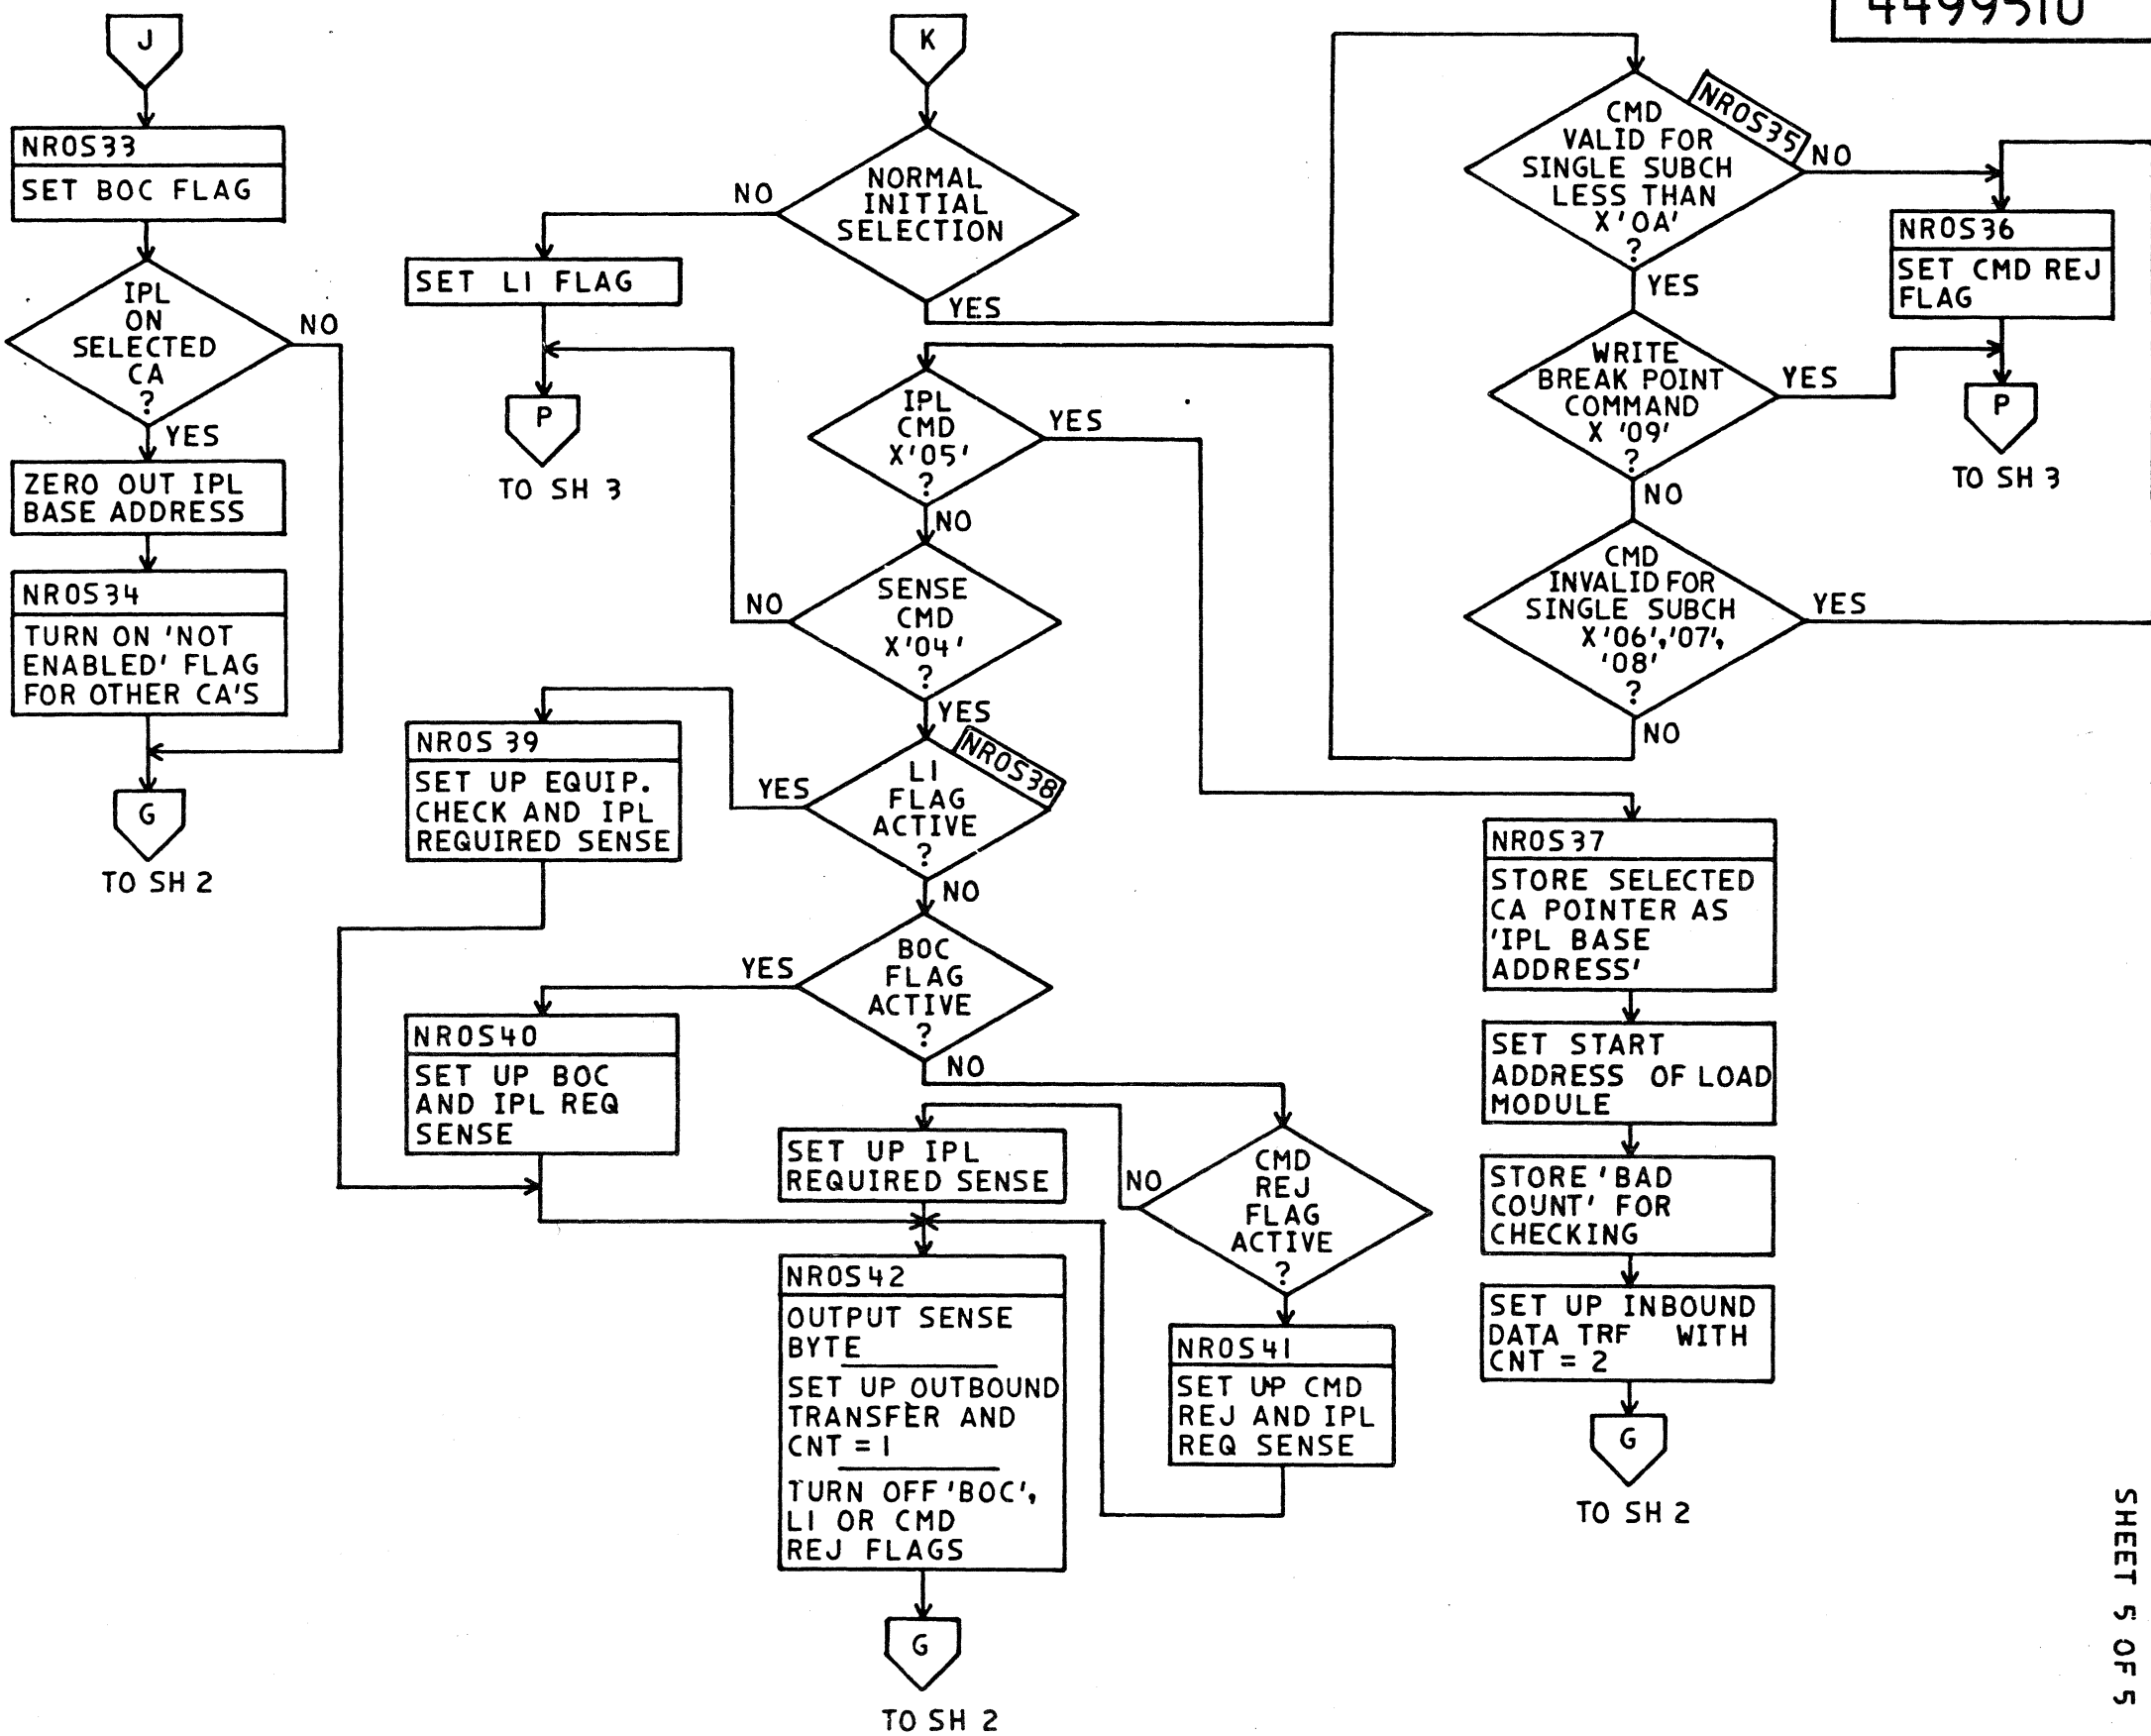 4499510
J
NROS33
SET BOC FLAG
IPL
ON
SELECTED
CA
?
NO
YES
ZERO OUT IPL
BASE ADDRESS
NROS34
TURN ON 'NOT
ENABLED' FLAG
FOR OTHER CA'S
G
TO SH 2
K
NORMAL
INITIAL
SELECTION
NO
YES
SET LI FLAG
P
TO SH 3
IPL
CMD
X'05'
?
YES
NO
SENSE
CMD
X'04'
?
NO
YES
NROS38
LI
FLAG
ACTIVE
?
YES
NO
NROS 39
SET UP EQUIP.
CHECK AND IPL
REQUIRED SENSE
BOC
FLAG
ACTIVE
?
YES
NO
NROS40
SET UP BOC
AND IPL REQ
SENSE
SET UP IPL
REQUIRED SENSE
CMD
REJ
FLAG
ACTIVE
?
NO
NROS41
SET UP CMD
REJ AND IPL
REQ SENSE
NROS42
OUTPUT SENSE
BYTE
SET UP OUTBOUND
TRANSFER AND
CNT = 1
TURN OFF 'BOC',
LI OR CMD
REJ FLAGS
G
TO SH 2
NROS35
CMD
VALID FOR
SINGLE SUBCH
LESS THAN
X'0A'
?
NO
YES
NROS36
SET CMD REJ
FLAG
WRITE
BREAK POINT
COMMAND
X '09'
?
YES
NO
P
TO SH 3
CMD
INVALID FOR
SINGLE SUBCH
X'06','07',
'08'
?
YES
NO
NROS37
STORE SELECTED
CA POINTER AS
'IPL BASE
ADDRESS'
SET START
ADDRESS OF LOAD
MODULE
STORE 'BAD
COUNT' FOR
CHECKING
SET UP INBOUND
DATA TRF WITH
CNT = 2
G
TO SH 2
SHEET 5 OF 5